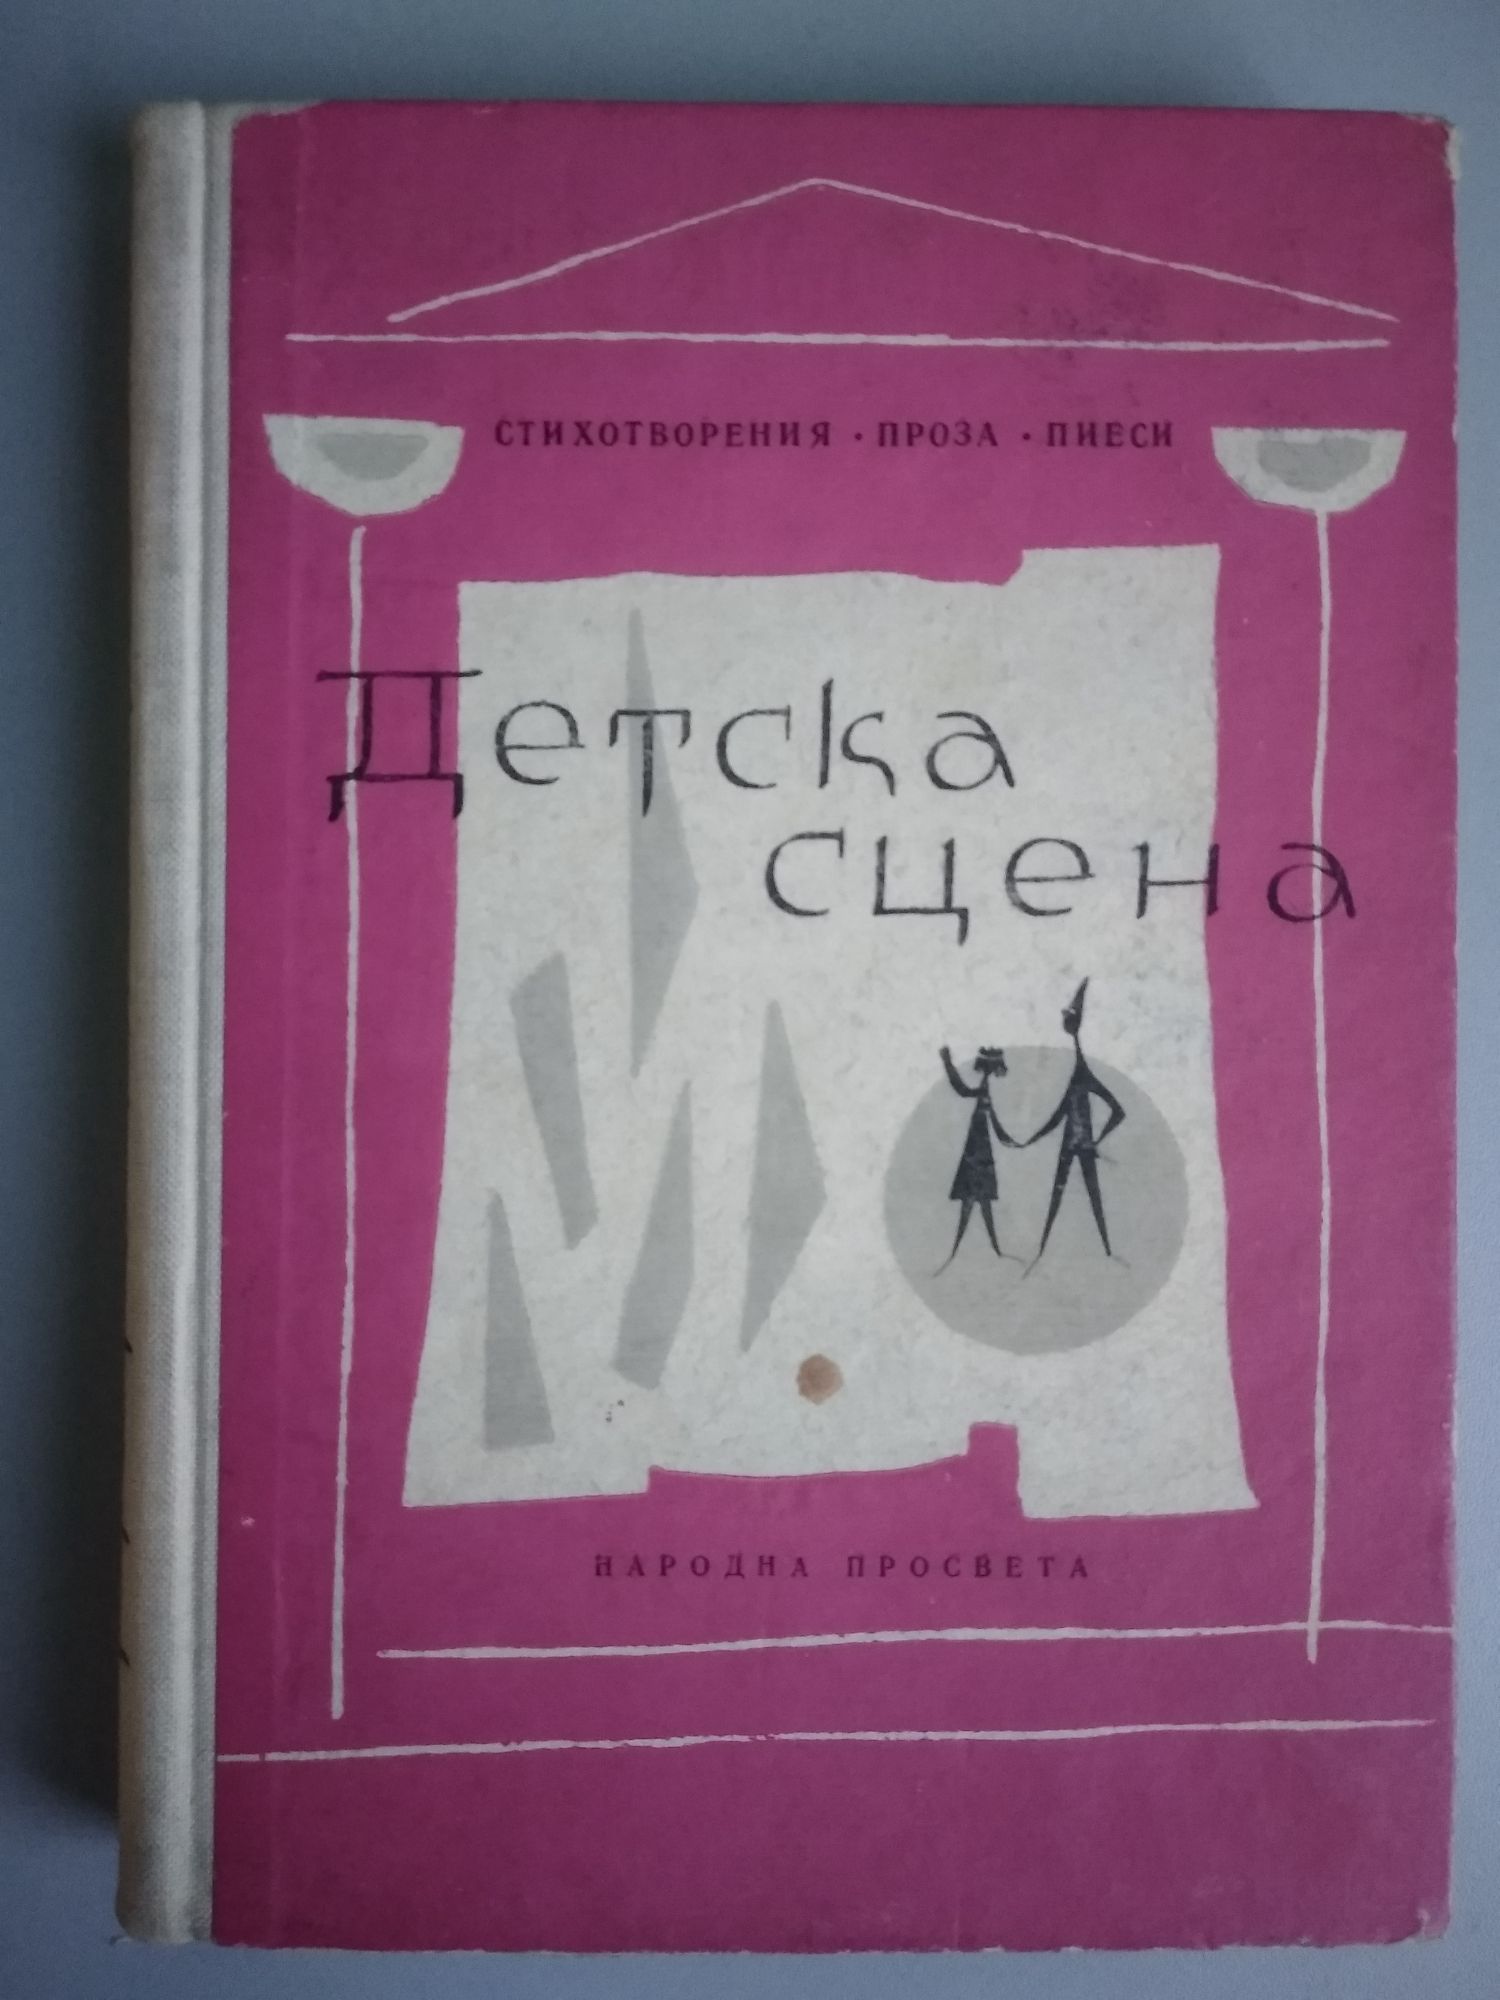 СТИХОТВОРЕНИЯ · ПРОЗА · ПИЕСИ
Детска
сцена
НАРОДНА ПРОСВЕТА